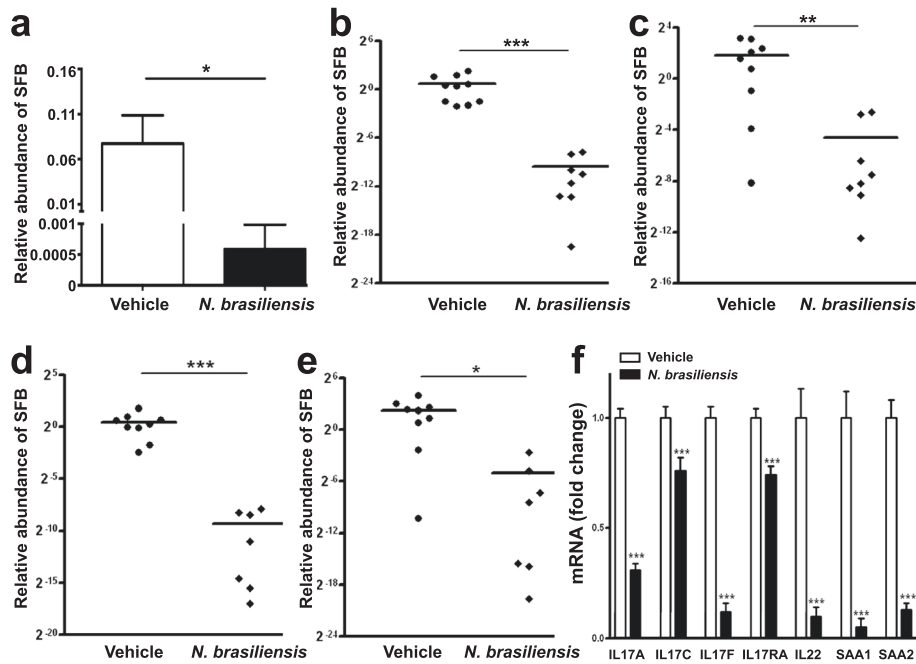 a
Relative abundance of SFB
0.16
0.11
0.06
0.01
0.001
0.0005
0
*
Vehicle
N. brasiliensis
b
Relative abundance of SFB
2^6
2^0
2^-6
2^-12
2^-18
2^-24
***
Vehicle
N. brasiliensis
c
Relative abundance of SFB
2^4
2^0
2^-4
2^-8
2^-12
2^-16
**
Vehicle
N. brasiliensis
d
Relative abundance of SFB
2^5
2^0
2^-5
2^-10
2^-15
2^-20
***
Vehicle
N. brasiliensis
e
Relative abundance of SFB
2^6
2^0
2^-6
2^-12
2^-18
2^-24
*
Vehicle
N. brasiliensis
f
Vehicle
N. brasiliensis
mRNA (fold change)
1.0
0.5
0.0
***
***
***
***
***
***
***
IL17A IL17C IL17F IL17RA IL22 SAA1 SAA2